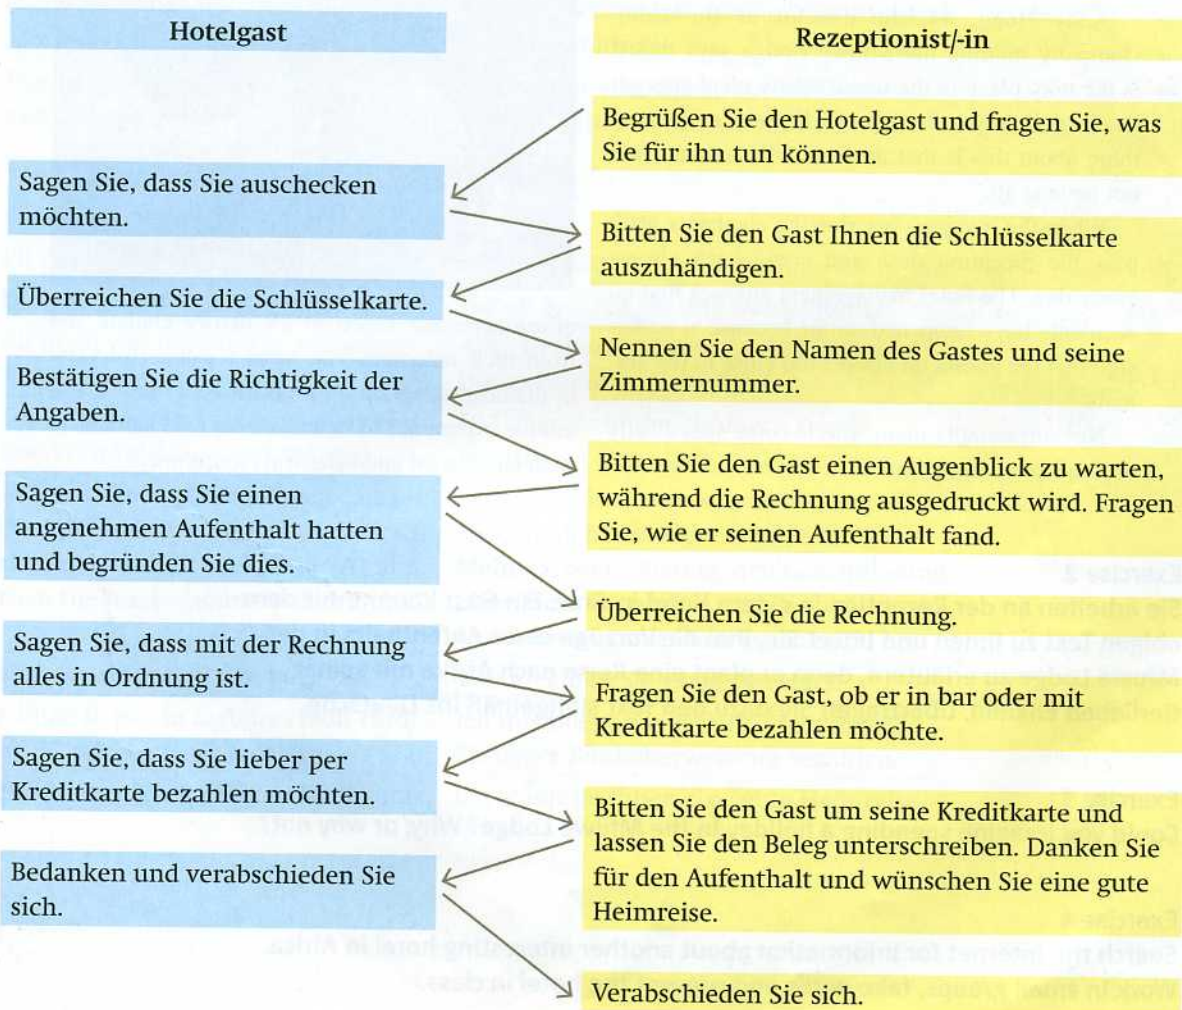 Hotelgast
Rezeptionist/-in
Begrüßen Sie den Hotelgast und fragen Sie, was
Sie für ihn tun können.
Sagen Sie, dass Sie auschecken
möchten.
Bitten Sie den Gast Ihnen die Schlüsselkarte
auszuhändigen.
Überreichen Sie die Schlüsselkarte.
Nennen Sie den Namen des Gastes und seine
Zimmernummer.
Bestätigen Sie die Richtigkeit der
Angaben.
Bitten Sie den Gast einen Augenblick zu warten,
während die Rechnung ausgedruckt wird. Fragen
Sie, wie er seinen Aufenthalt fand.
Sagen Sie, dass Sie einen
angenehmen Aufenthalt hatten
und begründen Sie dies.
Überreichen Sie die Rechnung.
Sagen Sie, dass mit der Rechnung
alles in Ordnung ist.
Fragen Sie den Gast, ob er in bar oder mit
Kreditkarte bezahlen möchte.
Sagen Sie, dass Sie lieber per
Kreditkarte bezahlen möchten.
Bitten Sie den Gast um seine Kreditkarte und
lassen Sie den Beleg unterschreiben. Danken Sie
für den Aufenthalt und wünschen Sie eine gute
Heimreise.
Bedanken und verabschieden Sie
sich.
Verabschieden Sie sich.